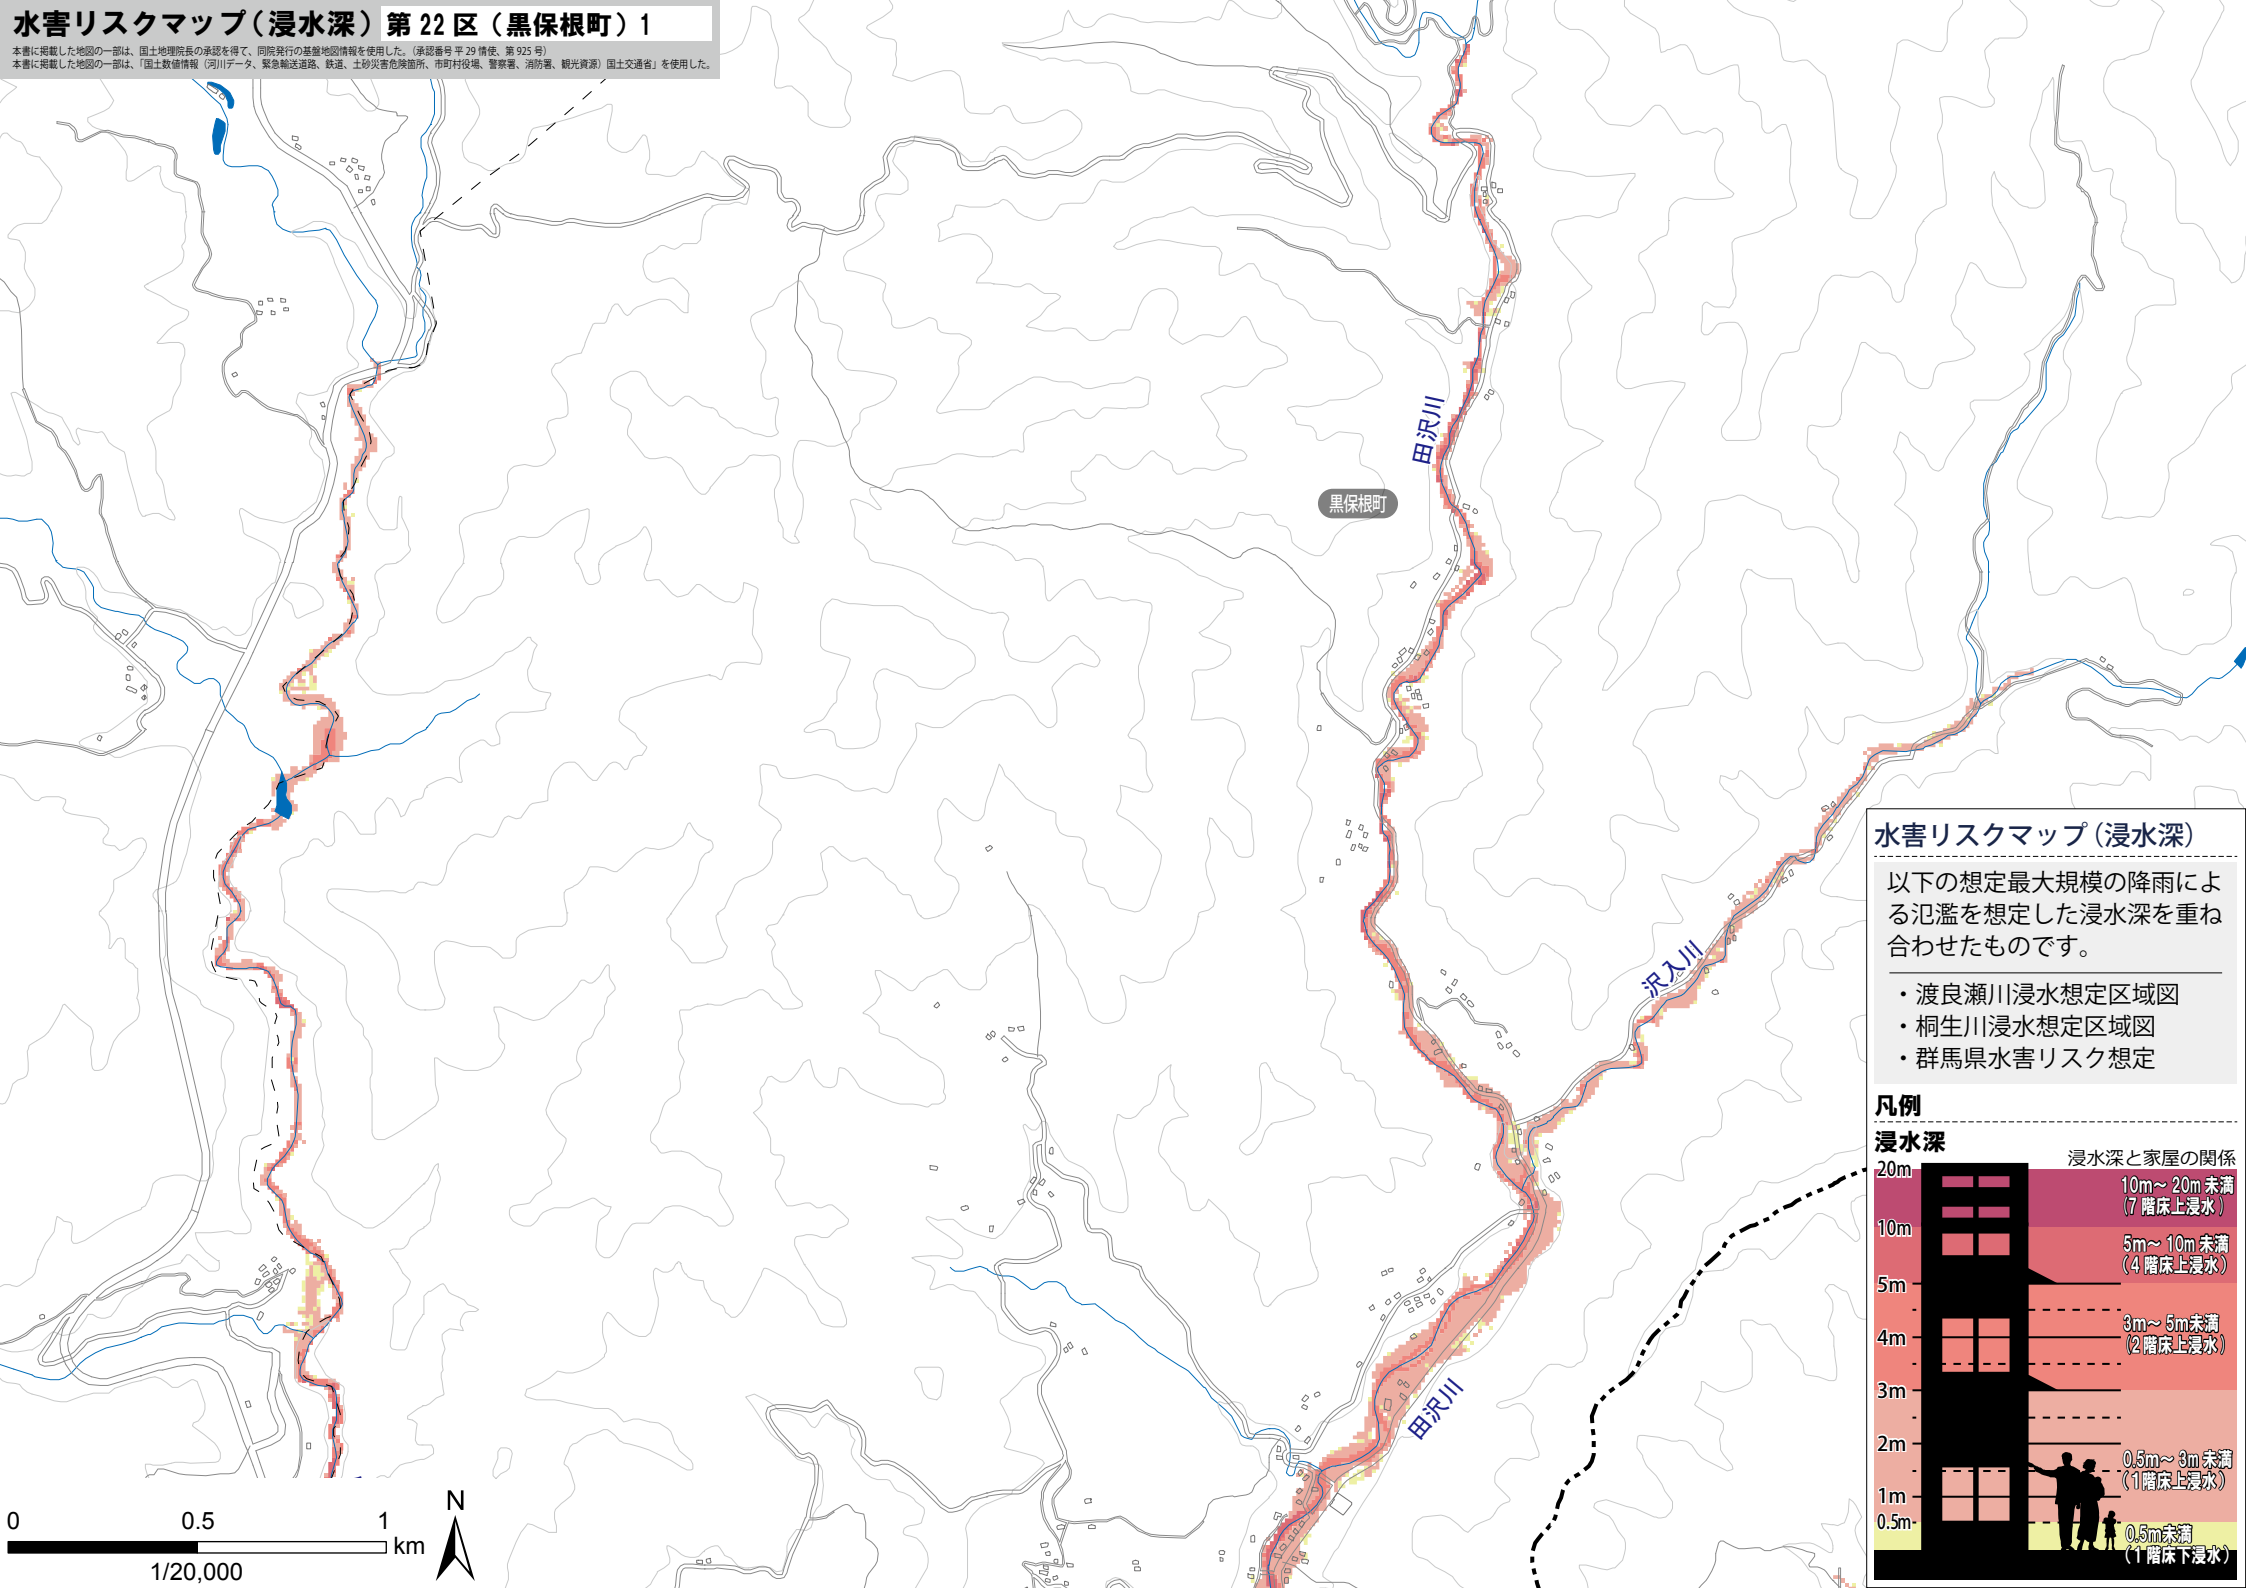 水害リスクマップ（浸水深）第 22 区（黒保根町）1
本書に掲載した地図の一部は、国土地理院長の承認を得て、同院発行の基盤地図情報を使用した。（承認番号 平 29 情使、第 925 号）
本書に掲載した地図の一部は、「国土数値情報（河川データ、緊急輸送道路、鉄道、土砂災害危険箇所、市町村役場、警察署、消防署、観光資源）国土交通省」を使用した。
田沢川
黒保根町
沢入川
田沢川
水害リスクマップ（浸水深）
以下の想定最大規模の降雨によ
る氾濫を想定した浸水深を重ね
合わせたものです。
・渡良瀬川浸水想定区域図
・桐生川浸水想定区域図
・群馬県水害リスク想定
凡例
浸水深
浸水深と家屋の関係
20m
10m～20m 未満
（7 階床上浸水）
10m
5m～10m 未満
（4 階床上浸水）
5m
3m～5m 未満
（2 階床上浸水）
4m
3m
2m
0.5m～3m 未満
（1 階床上浸水）
1m
0.5m
0.5m 未満
（1 階床下浸水）
0 0.5 1
km
1/20,000
N